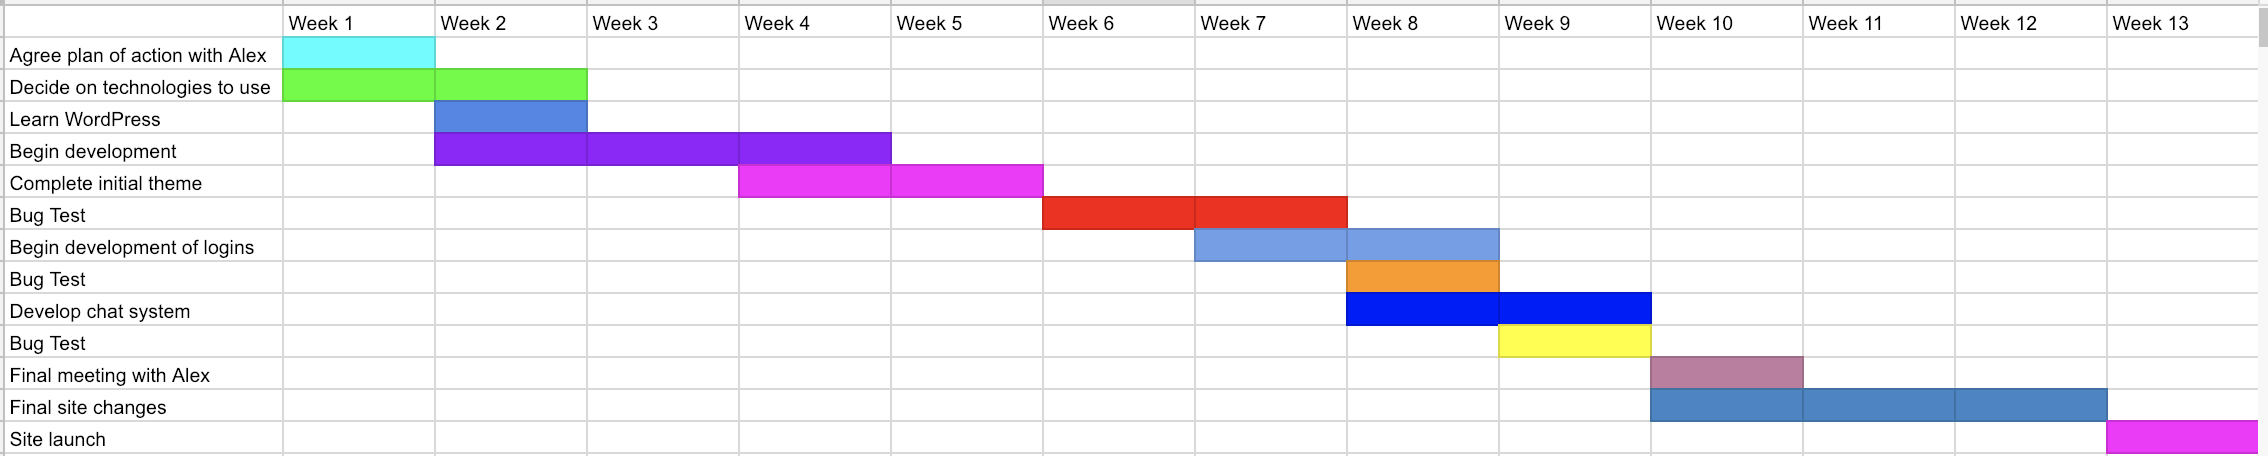 Week 1 Week 2 Week 3 Week 4 Week 5 Week 6 Week 7 Week 8 Week 9 Week 10 Week 11 Week 12 Week 13
Agree plan of action with Alex
Decide on technologies to use
Learn WordPress
Begin development
Complete initial theme
Bug Test
Begin development of logins
Bug Test
Develop chat system
Bug Test
Final meeting with Alex
Final site changes
Site launch